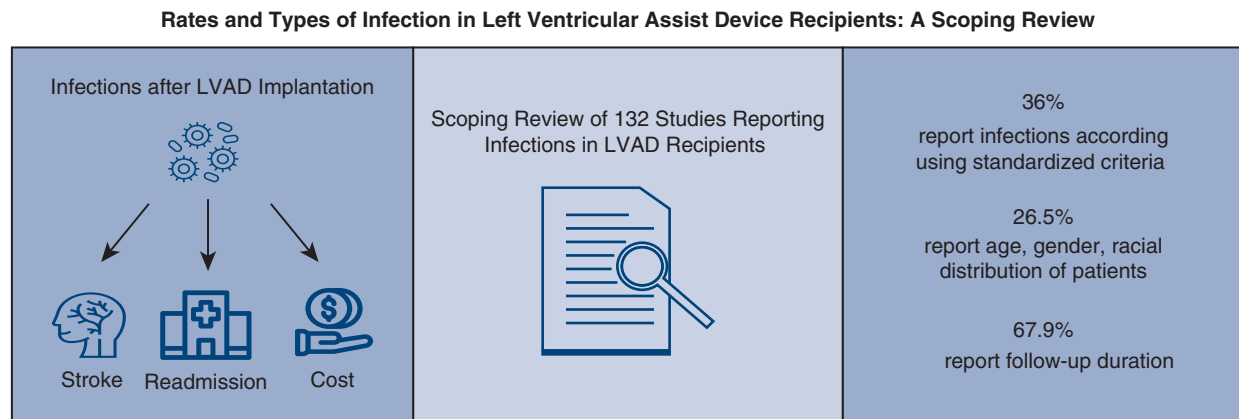 Rates and Types of Infection in Left Ventricular Assist Device Recipients: A Scoping Review
Infections after LVAD Implantation
Stroke
Readmission
Cost
Scoping Review of 132 Studies Reporting
Infections in LVAD Recipients
36%
report infections according
using standardized criteria
26.5%
report age, gender, racial
distribution of patients
67.9%
report follow-up duration